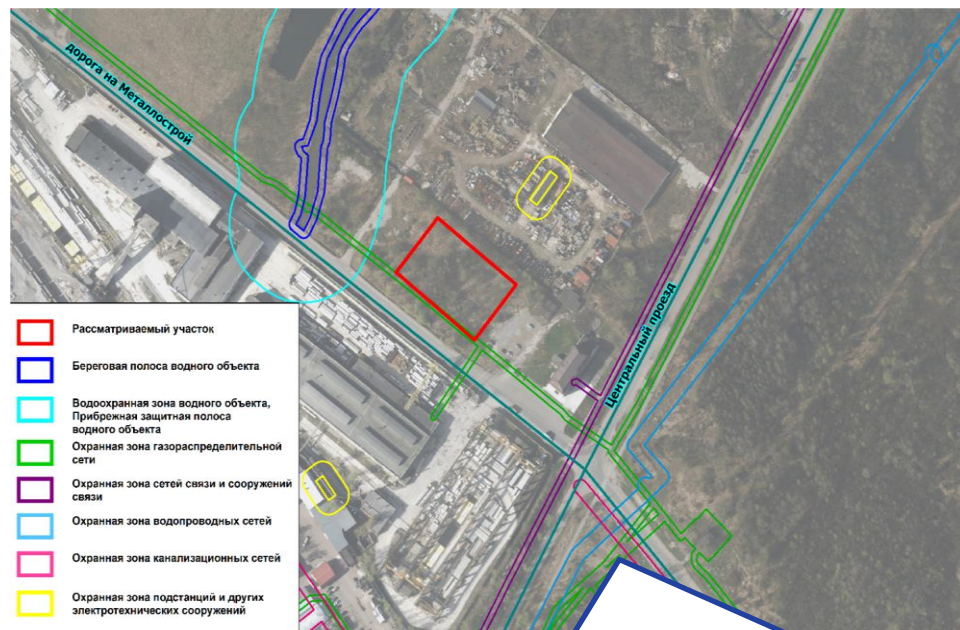 дорога на Металлострой
Центральный проезд
Рассматриваемый участок
Береговая полоса водного объекта
Водоохранная зона водного объекта,
Прибрежная защитная полоса
водного объекта
Охранная зона газораспределительной
сети
Охранная зона сетей связи и сооружений
связи
Охранная зона водопроводных сетей
Охранная зона канализационных сетей
Охранная зона подстанций и других
электротехнических сооружений